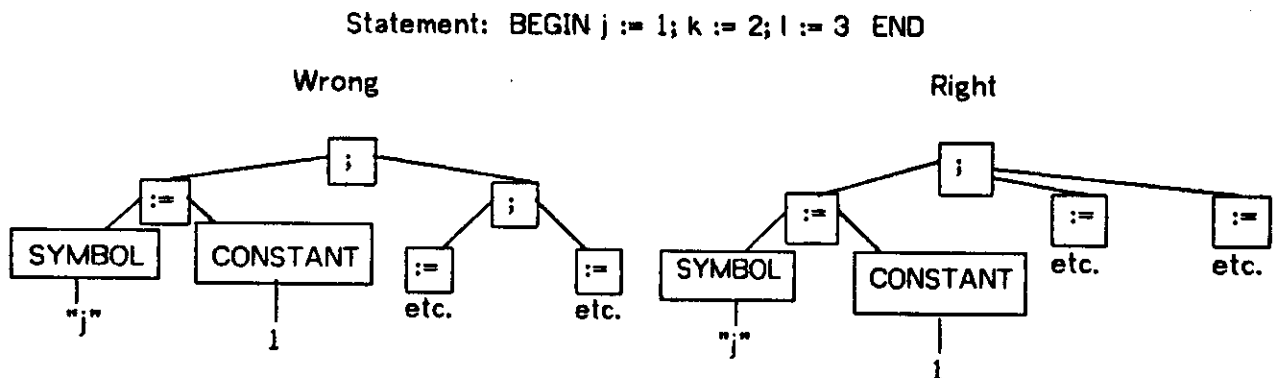 Statement: BEGIN j := 1; k := 2; l := 3 END
Wrong
Right
;
:=
;
SYMBOL
CONSTANT
:=
:=
"j"
1
etc.
etc.
;
:=
:=
:=
SYMBOL
CONSTANT
etc.
etc.
"j"
1